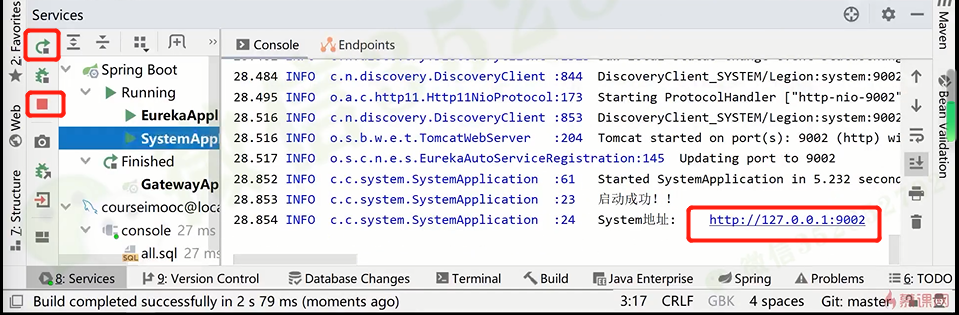 Services
2: Favorites
Web
7: Structure
Spring Boot
Running
EurekaAppl
SystemAppl
Finished
GatewayAp
courseimooc@loca
console 27 ms
all.sql 27 ms
Console
Endpoints
28.484 INFO c.n.discovery.DiscoveryClient :844 DiscoveryClient_SYSTEM/Legion:system:9002
28.495 INFO o.a.c.http11.Http11NioProtocol:173 Starting ProtocolHandler ["http-nio-9002"
28.516 INFO c.n.discovery.DiscoveryClient :853 DiscoveryClient_SYSTEM/Legion:system:9002
28.516 INFO o.s.b.w.e.t.TomcatWebServer :204 Tomcat started on port(s): 9002 (http) wi
28.517 INFO o.s.c.n.e.s.EurekaAutoServiceRegistration:145 Updating port to 9002
28.852 INFO c.c.system.SystemApplication :61 Started SystemApplication in 5.232 second
28.853 INFO c.c.system.SystemApplication :23 启动成功！！
28.854 INFO c.c.system.SystemApplication :24 System地址: http://127.0.0.1:9002
Maven
Bean Validation
8: Services
9: Version Control
Database Changes
Terminal
Build
Java Enterprise
Spring
Problems
6: TODO
Build completed successfully in 2 s 79 ms (moments ago)
3:17 CRLF GBK 4 spaces Git: master
慕课网